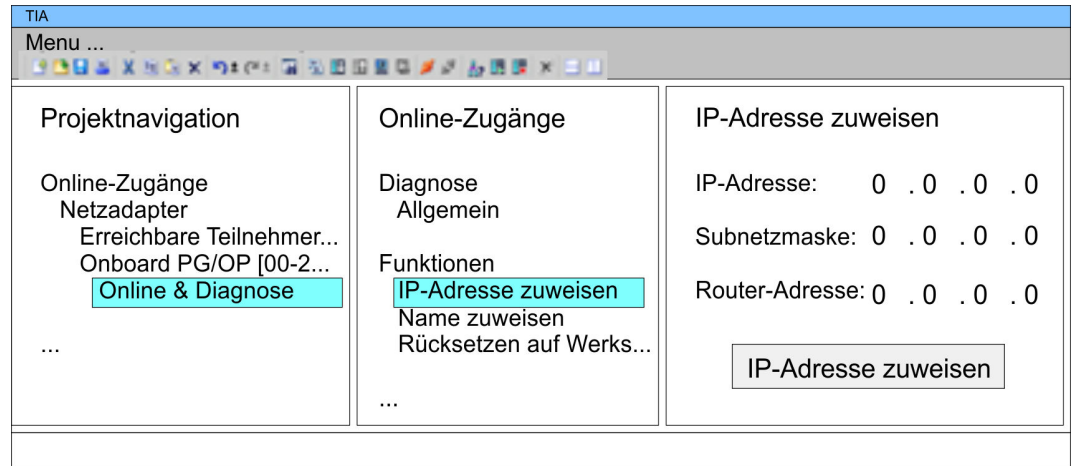 TIA
Menu ...
Projektnavigation
Online-Zugänge
Netzadapter
Erreichbare Teilnehmer...
Onboard PG/OP [00-2...
Online & Diagnose
...
Online-Zugänge
Diagnose
Allgemein
Funktionen
IP-Adresse zuweisen
Name zuweisen
Rücksetzen auf Werks...
...
IP-Adresse zuweisen
IP-Adresse: 0 . 0 . 0 . 0
Subnetzmaske: 0 . 0 . 0 . 0
Router-Adresse: 0 . 0 . 0 . 0
IP-Adresse zuweisen